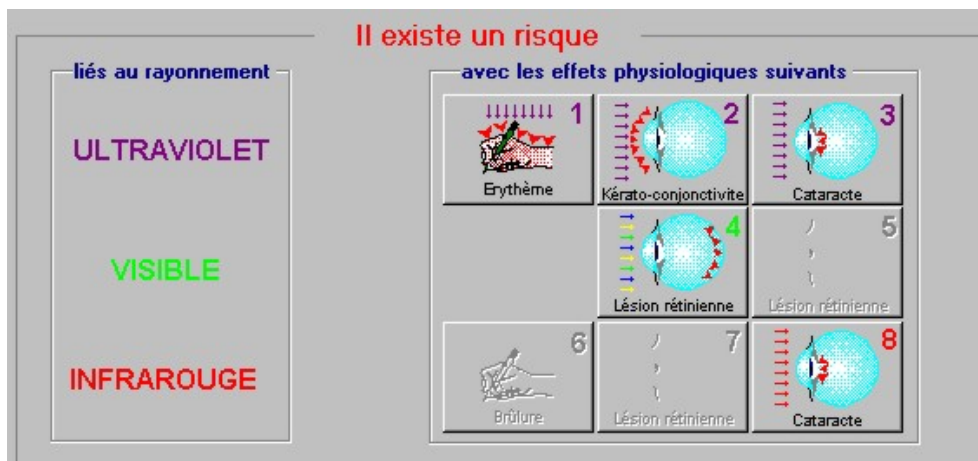 Il existe un risque
liés au rayonnement
avec les effets physiologiques suivants
ULTRAVIOLET
1
Erythème
2
Kérato-conjonctivite
3
Cataracte
VISIBLE
4
Lésion rétinienne
5
Lésion rétinienne
INFRAROUGE
6
Brûlure
7
Lésion rétinienne
8
Cataracte